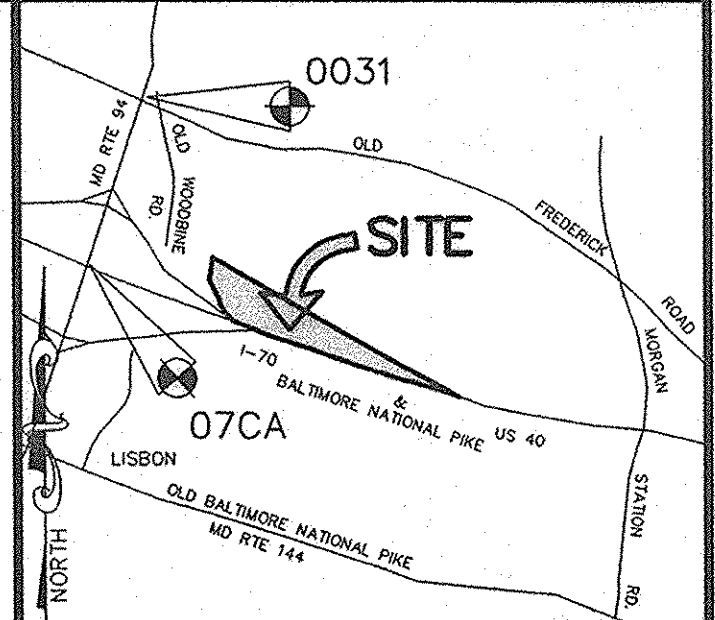 0031
MD RTE 94
OLD
WOODBINE
RD.
OLD
FREDERICK
ROAD
SITE
MORGAN
STATION
RD.
I-70
&
US 40
BALTIMORE NATIONAL PIKE
07CA
LISBON
OLD BALTIMORE NATIONAL PIKE
MD RTE 144
NORTH